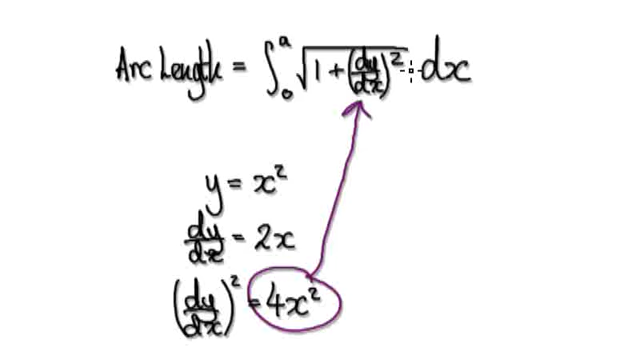 Arc Length = ∫₀ᵃ √(1 + (dy/dx)²) dx
y = x²
dy/dx = 2x
(dy/dx)² = 4x²